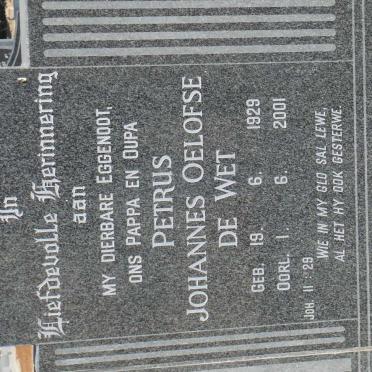 In
Liefdevolle Herinnering
aan
MY DIERBARE EGGENOOT,
ONS PAPPA EN OUPA
PETRUS
JOHANNES OELOFSE
DE WET
GEB. 19. 6. 1929
OORL. 1. 6. 2001
JOH. 11:29 WIE IN MY GLO SAL LEWE,
AL HET HY OOK GESTERWE